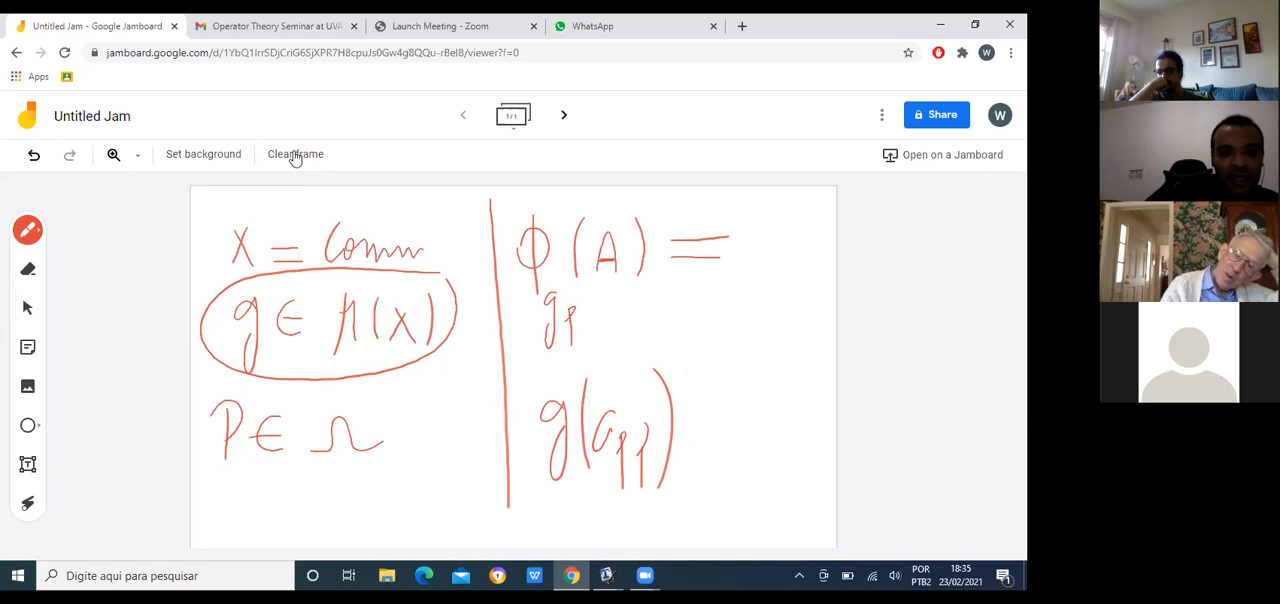 Untitled Jam - Google Jamboard
Operator Theory Seminar at UVA
Launch Meeting - Zoom
WhatsApp
jamboard.google.com/d/1YbQ1IrrSDjCriG6SjXPR7H8cpuJs0Gw4g8QQu-rBeI8/viewer?f=0
W
Apps
Untitled Jam
1/1
Share
W
Set background
Clear frame
Open on a Jamboard
X = Comm
g ∈ A(X)
P ∈ Ω
Φ(A) =
g p
g(a p p)
Digite aqui para pesquisar
POR
PTB2
18:35
23/02/2021
1